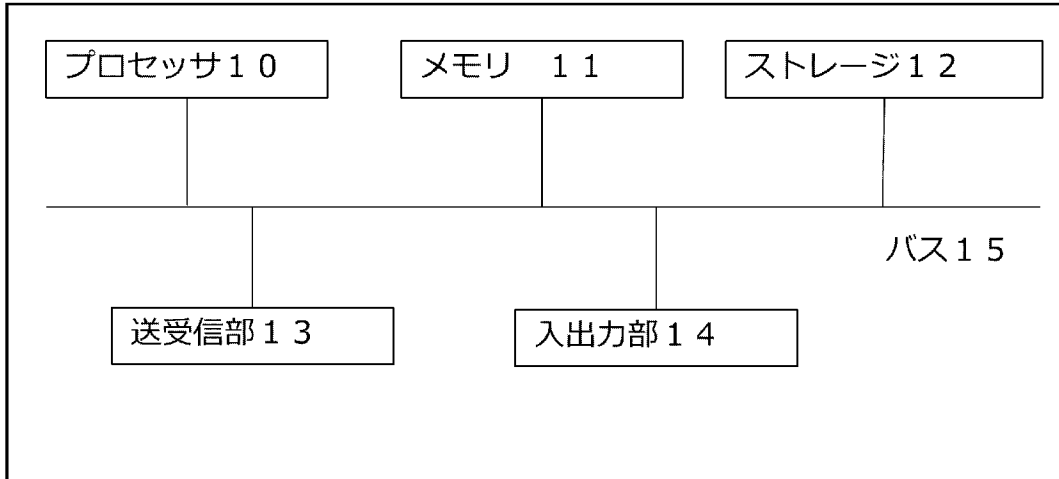 プロセッサ１０
メモリ　１１
ストレージ１２
バス１５
送受信部１３
入出力部１４